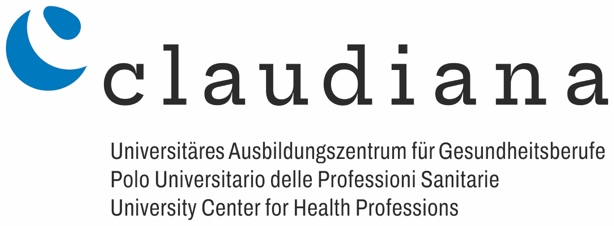 claudiana
Universitäres Ausbildungszentrum für Gesundheitsberufe
Polo Universitario delle Professioni Sanitarie
University Center for Health Professions